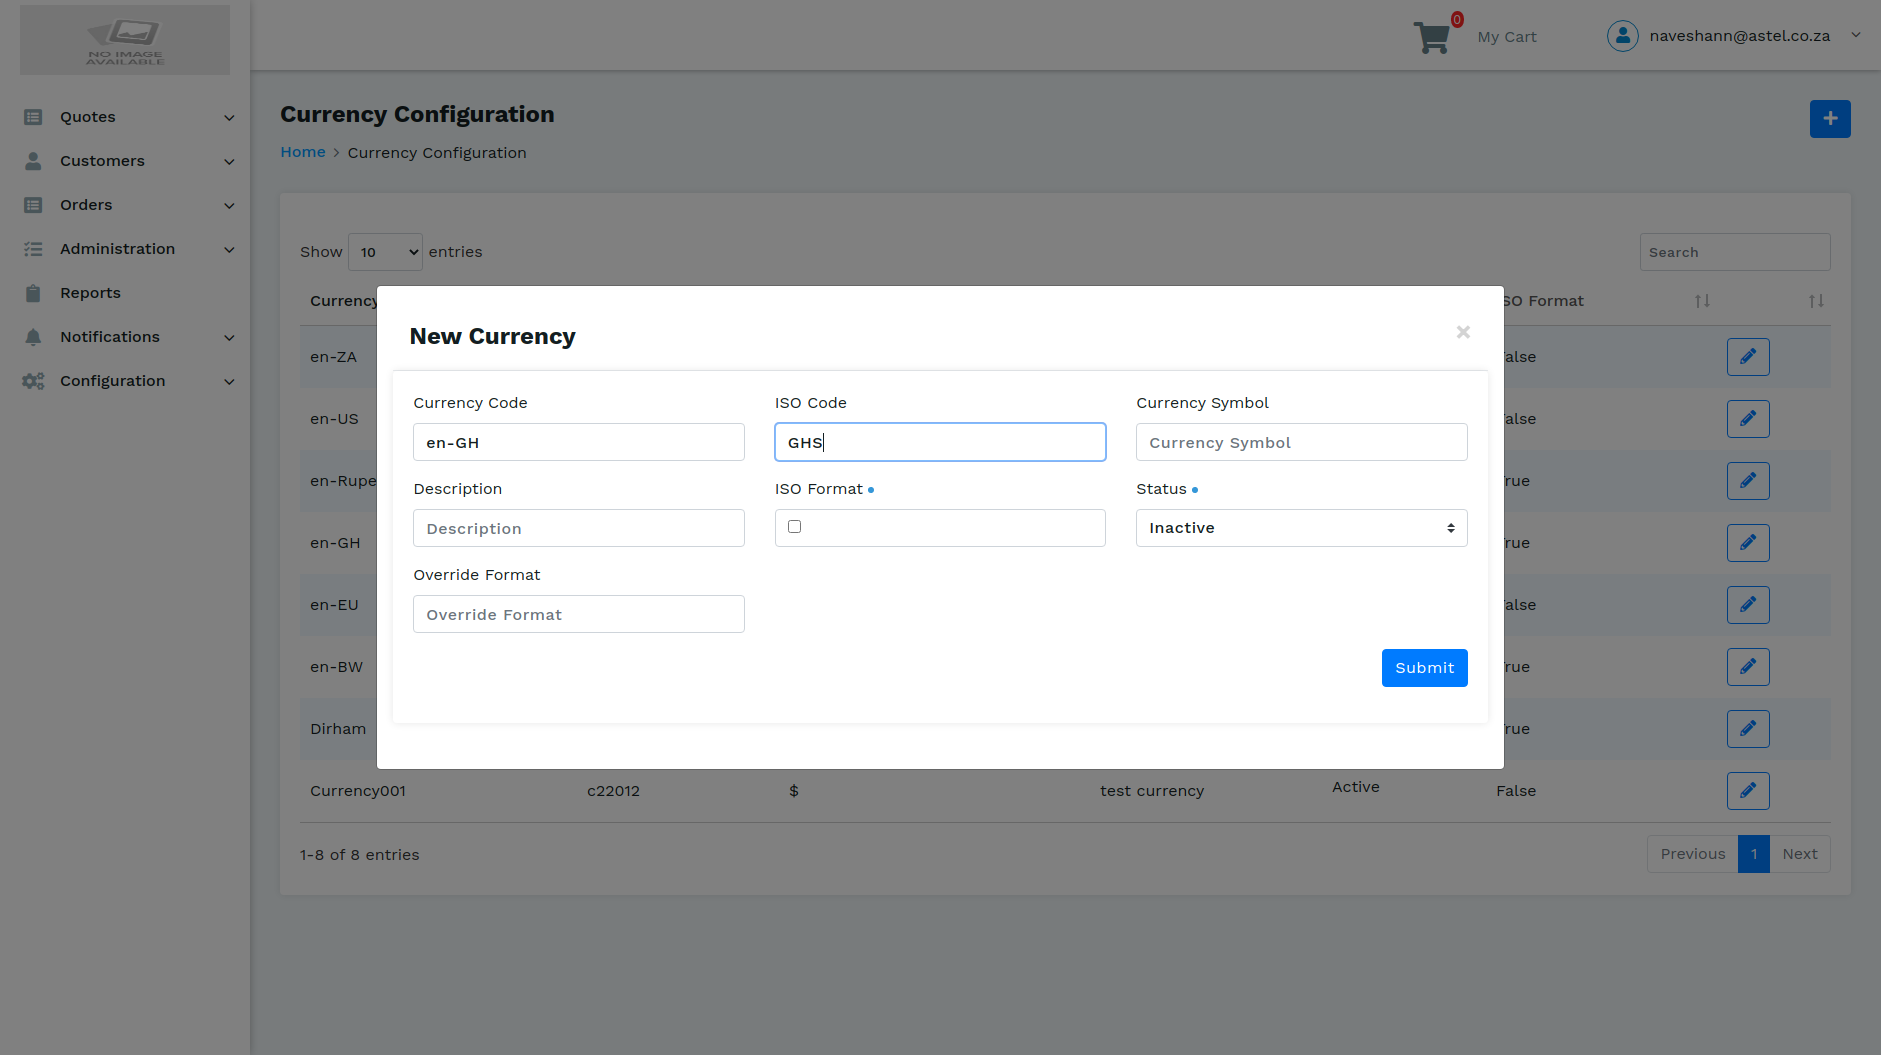 NO IMAGE
AVAILABLE
0
My Cart
naveshann@astel.co.za
Quotes
Customers
Orders
Administration
Reports
Notifications
Configuration
Currency Configuration
Home > Currency Configuration
Show 10 entries
Search
Currency
SO Format
en-ZA
alse
en-US
alse
en-Rupe
rue
en-GH
rue
en-EU
alse
en-BW
rue
Dirham
rue
New Currency
×
Currency Code
ISO Code
Currency Symbol
en-GH
GHS
Currency Symbol
Description
ISO Format
Status
Description
Inactive
Override Format
Override Format
Submit
Currency001 c22012 $ test currency Active False
1-8 of 8 entries
Previous 1 Next